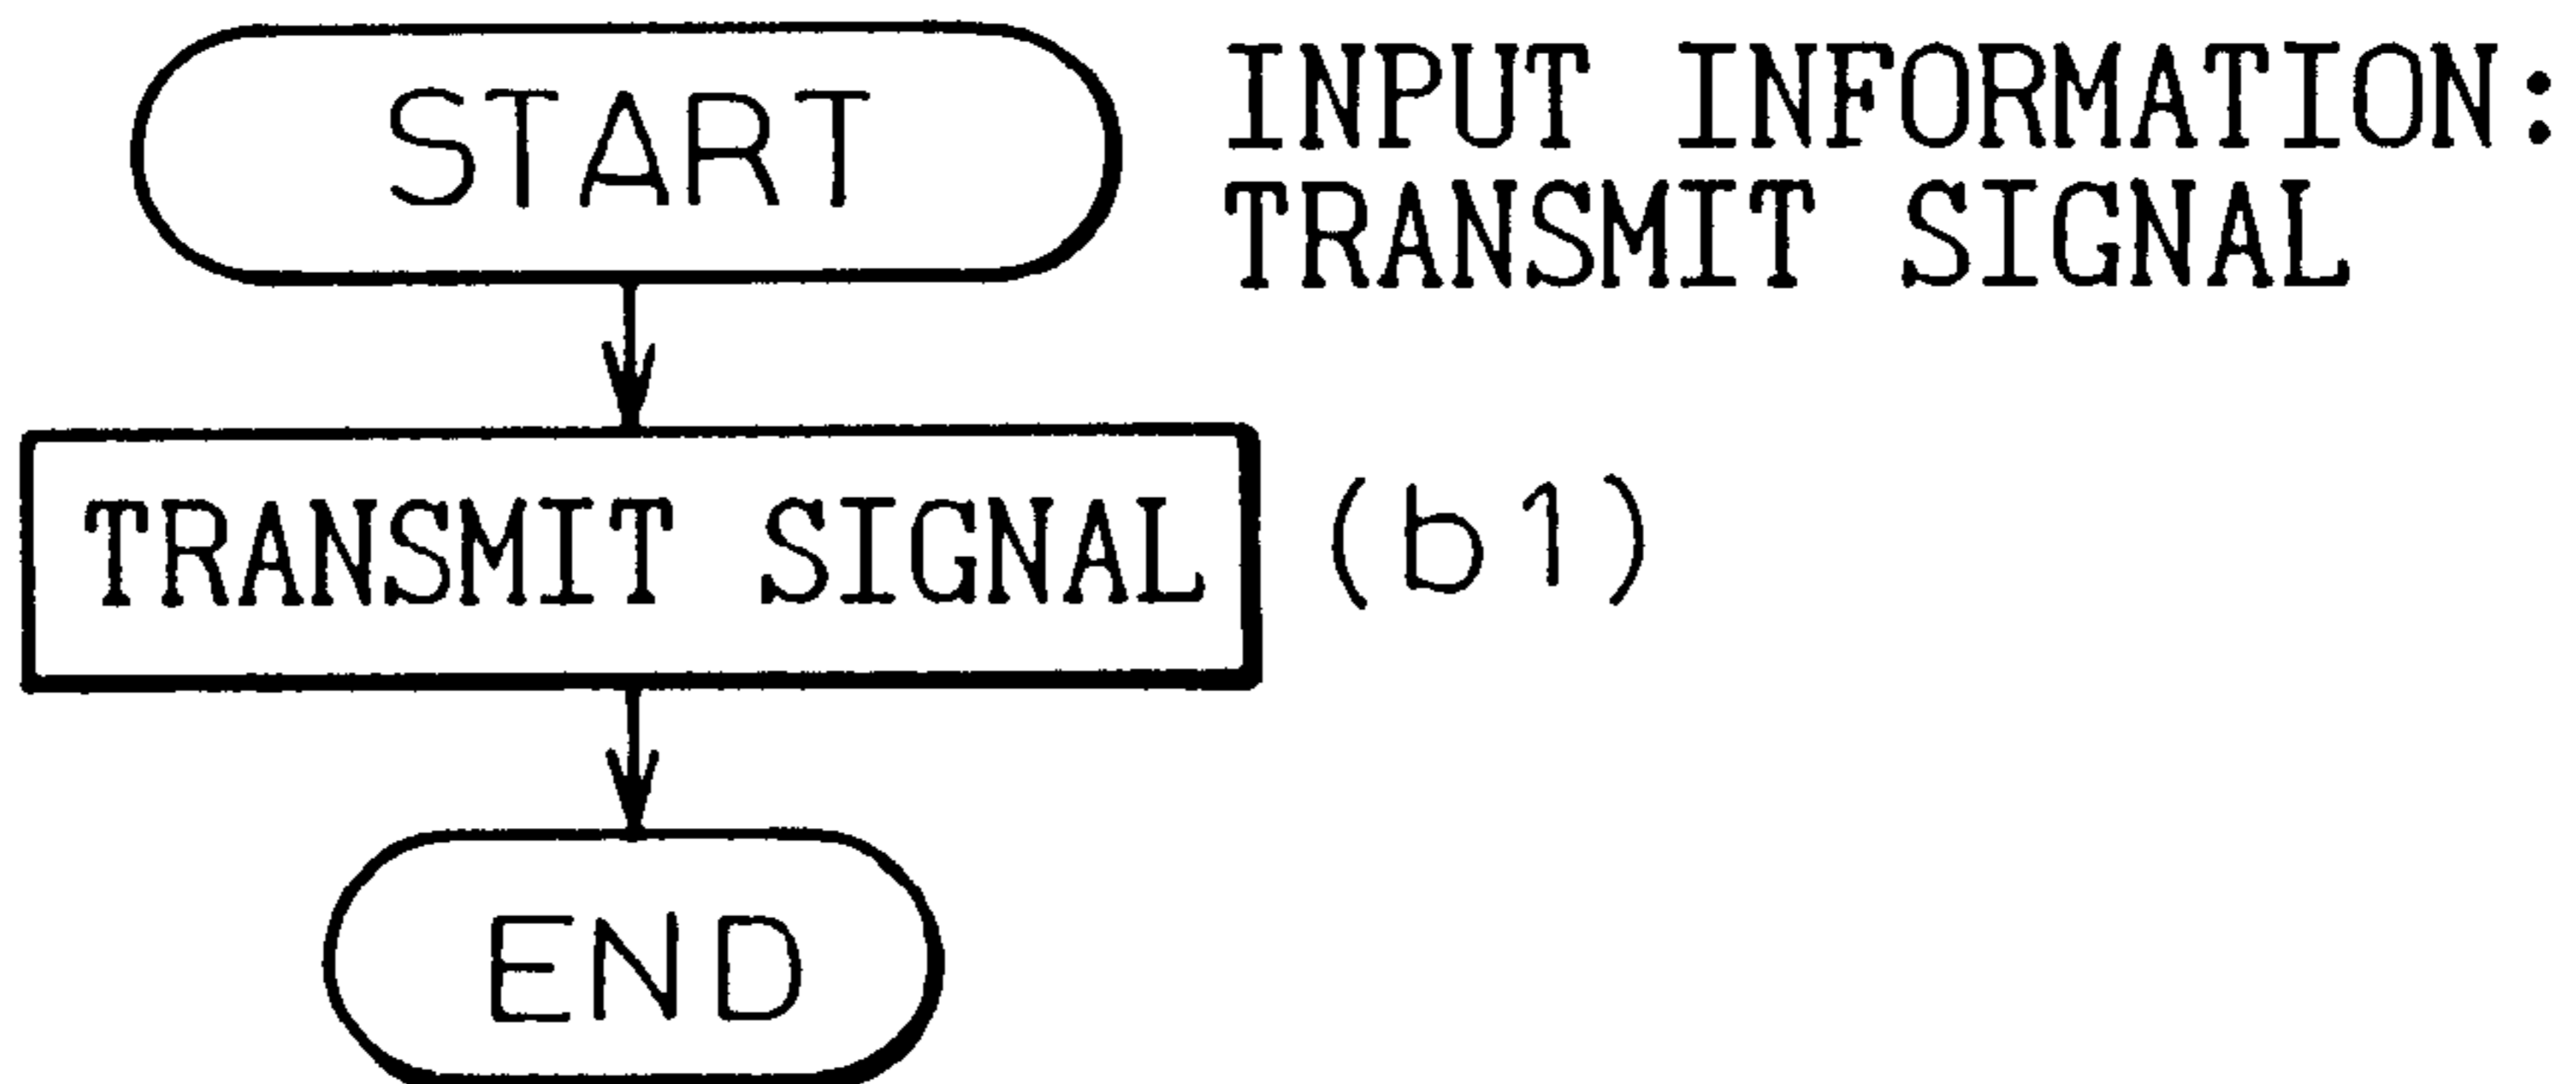 START
INPUT INFORMATION:
TRANSMIT SIGNAL
TRANSMIT SIGNAL
(b1)
END